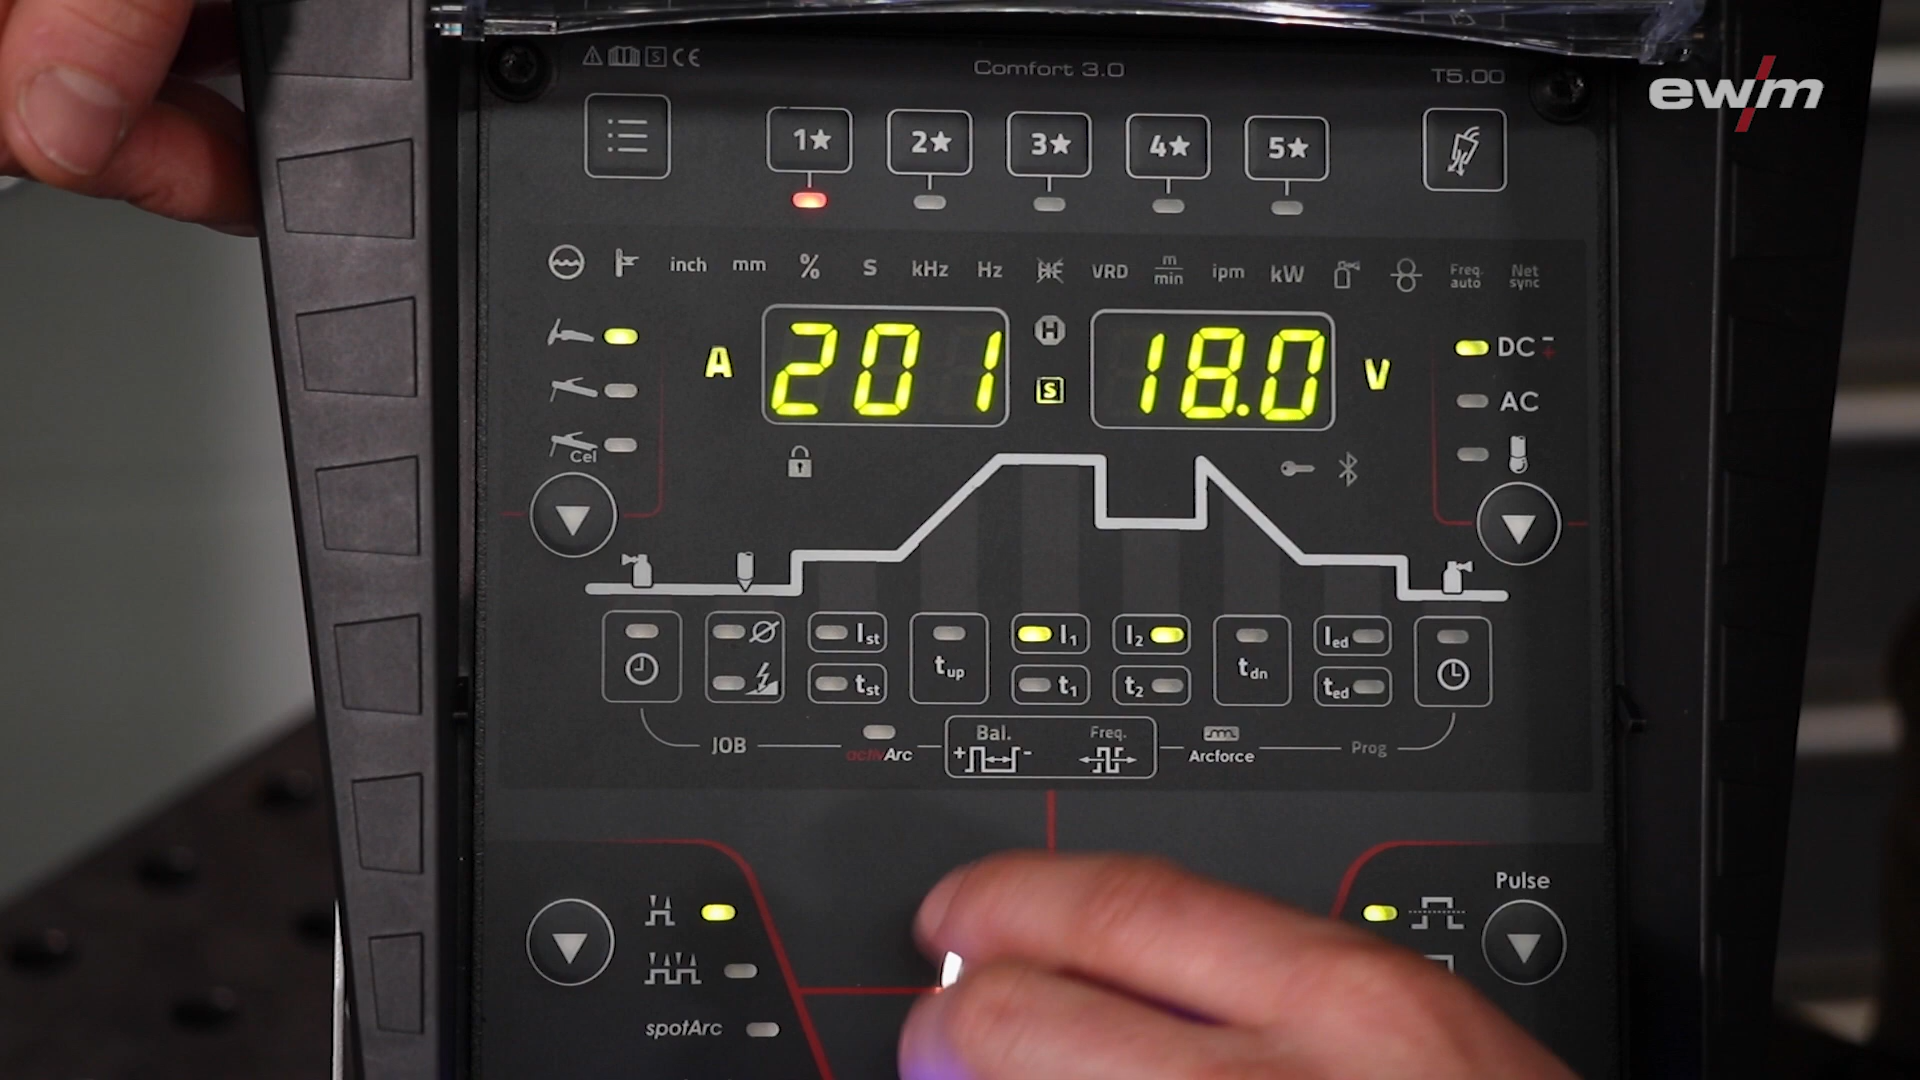 CE
Comfort 3.0
T5.00
ewm
1★
2★
3★
4★
5★
inch
mm
%
S
kHz
Hz
VRD
m
min
ipm
kW
Freq.
auto
Net
sync
A
201
H
S
18.0
V
DC - +
AC
Cel
Ist
tst
tup
I1
t1
I2
t2
tdn
Ied
ted
JOB
activArc
Bal.
+ -
Freq.
Arcforce
Prog
Pulse
spotArc